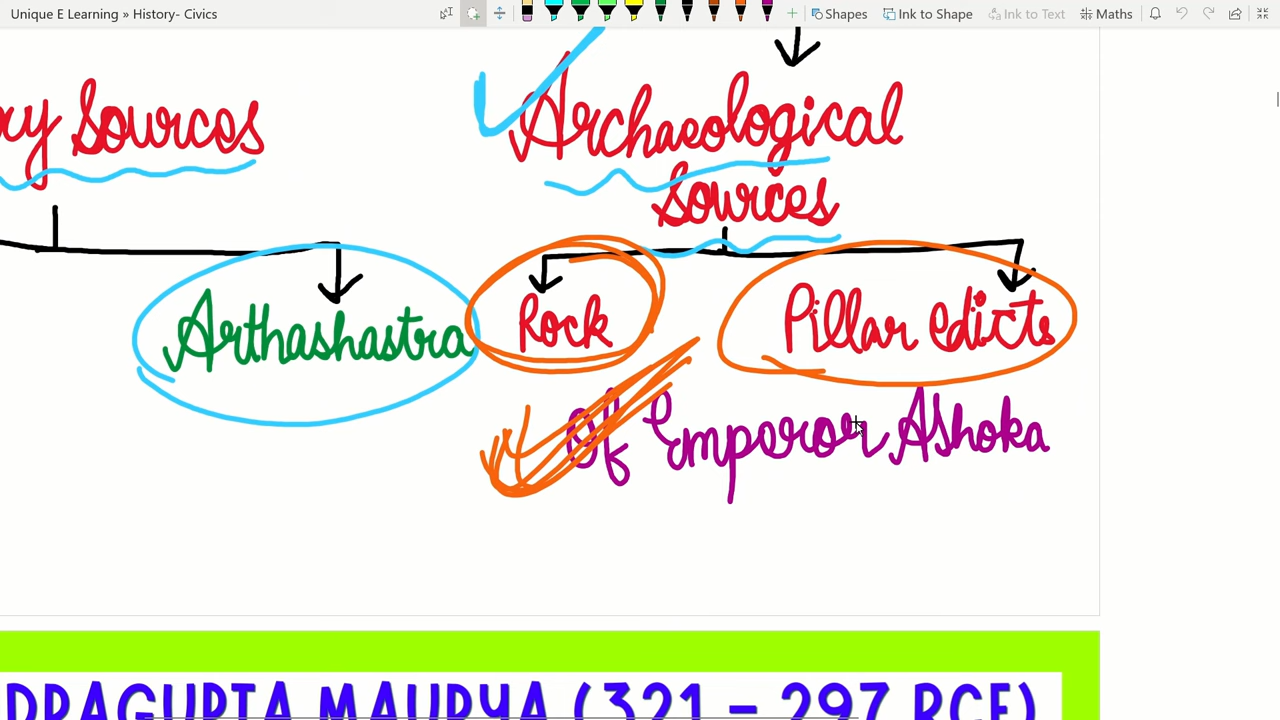 Unique E Learning » History- Civics
Shapes Ink to Shape Ink to Text Maths
Sources Archaeological
Sources
Arthashastra Rock Pillar Edicts
Of Emperor Ashoka
MAURYA (321 - 297 BCE)